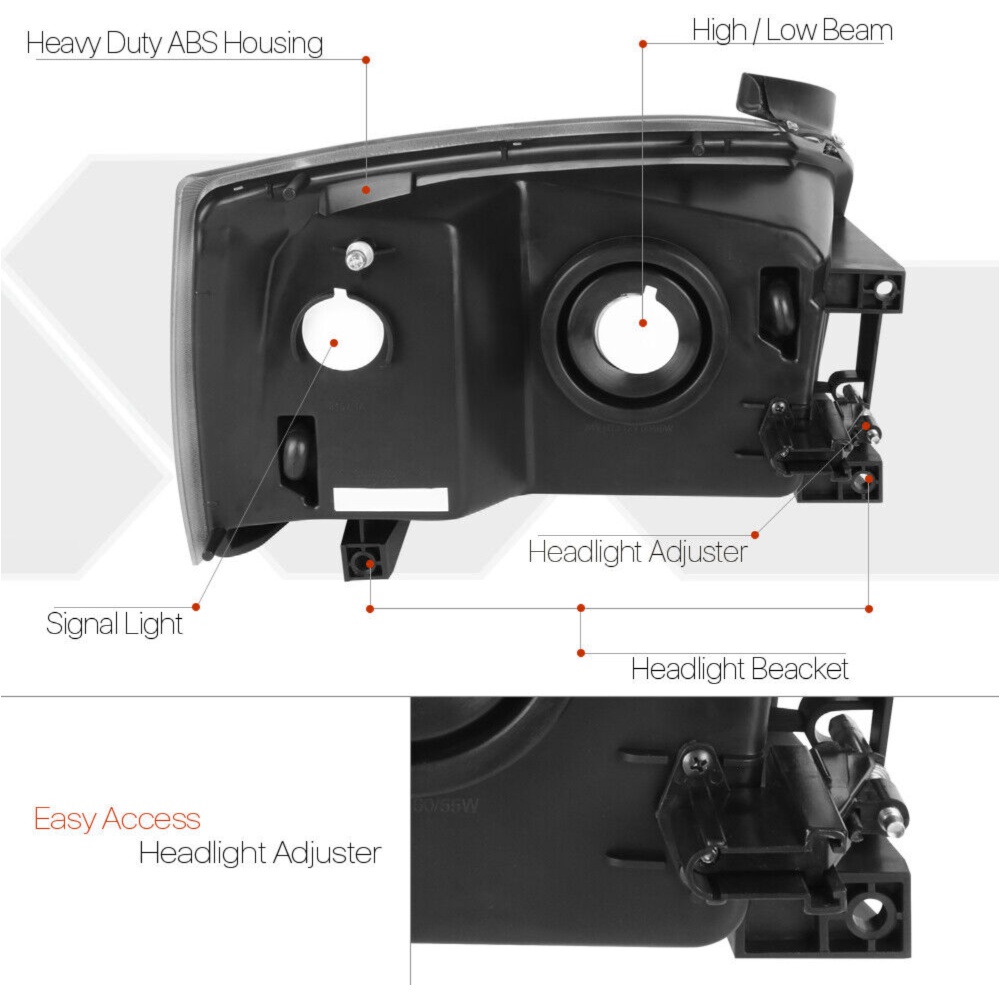 Heavy Duty ABS Housing
High / Low Beam
Headlight Adjuster
Signal Light
Headlight Beacket
Easy Access
Headlight Adjuster